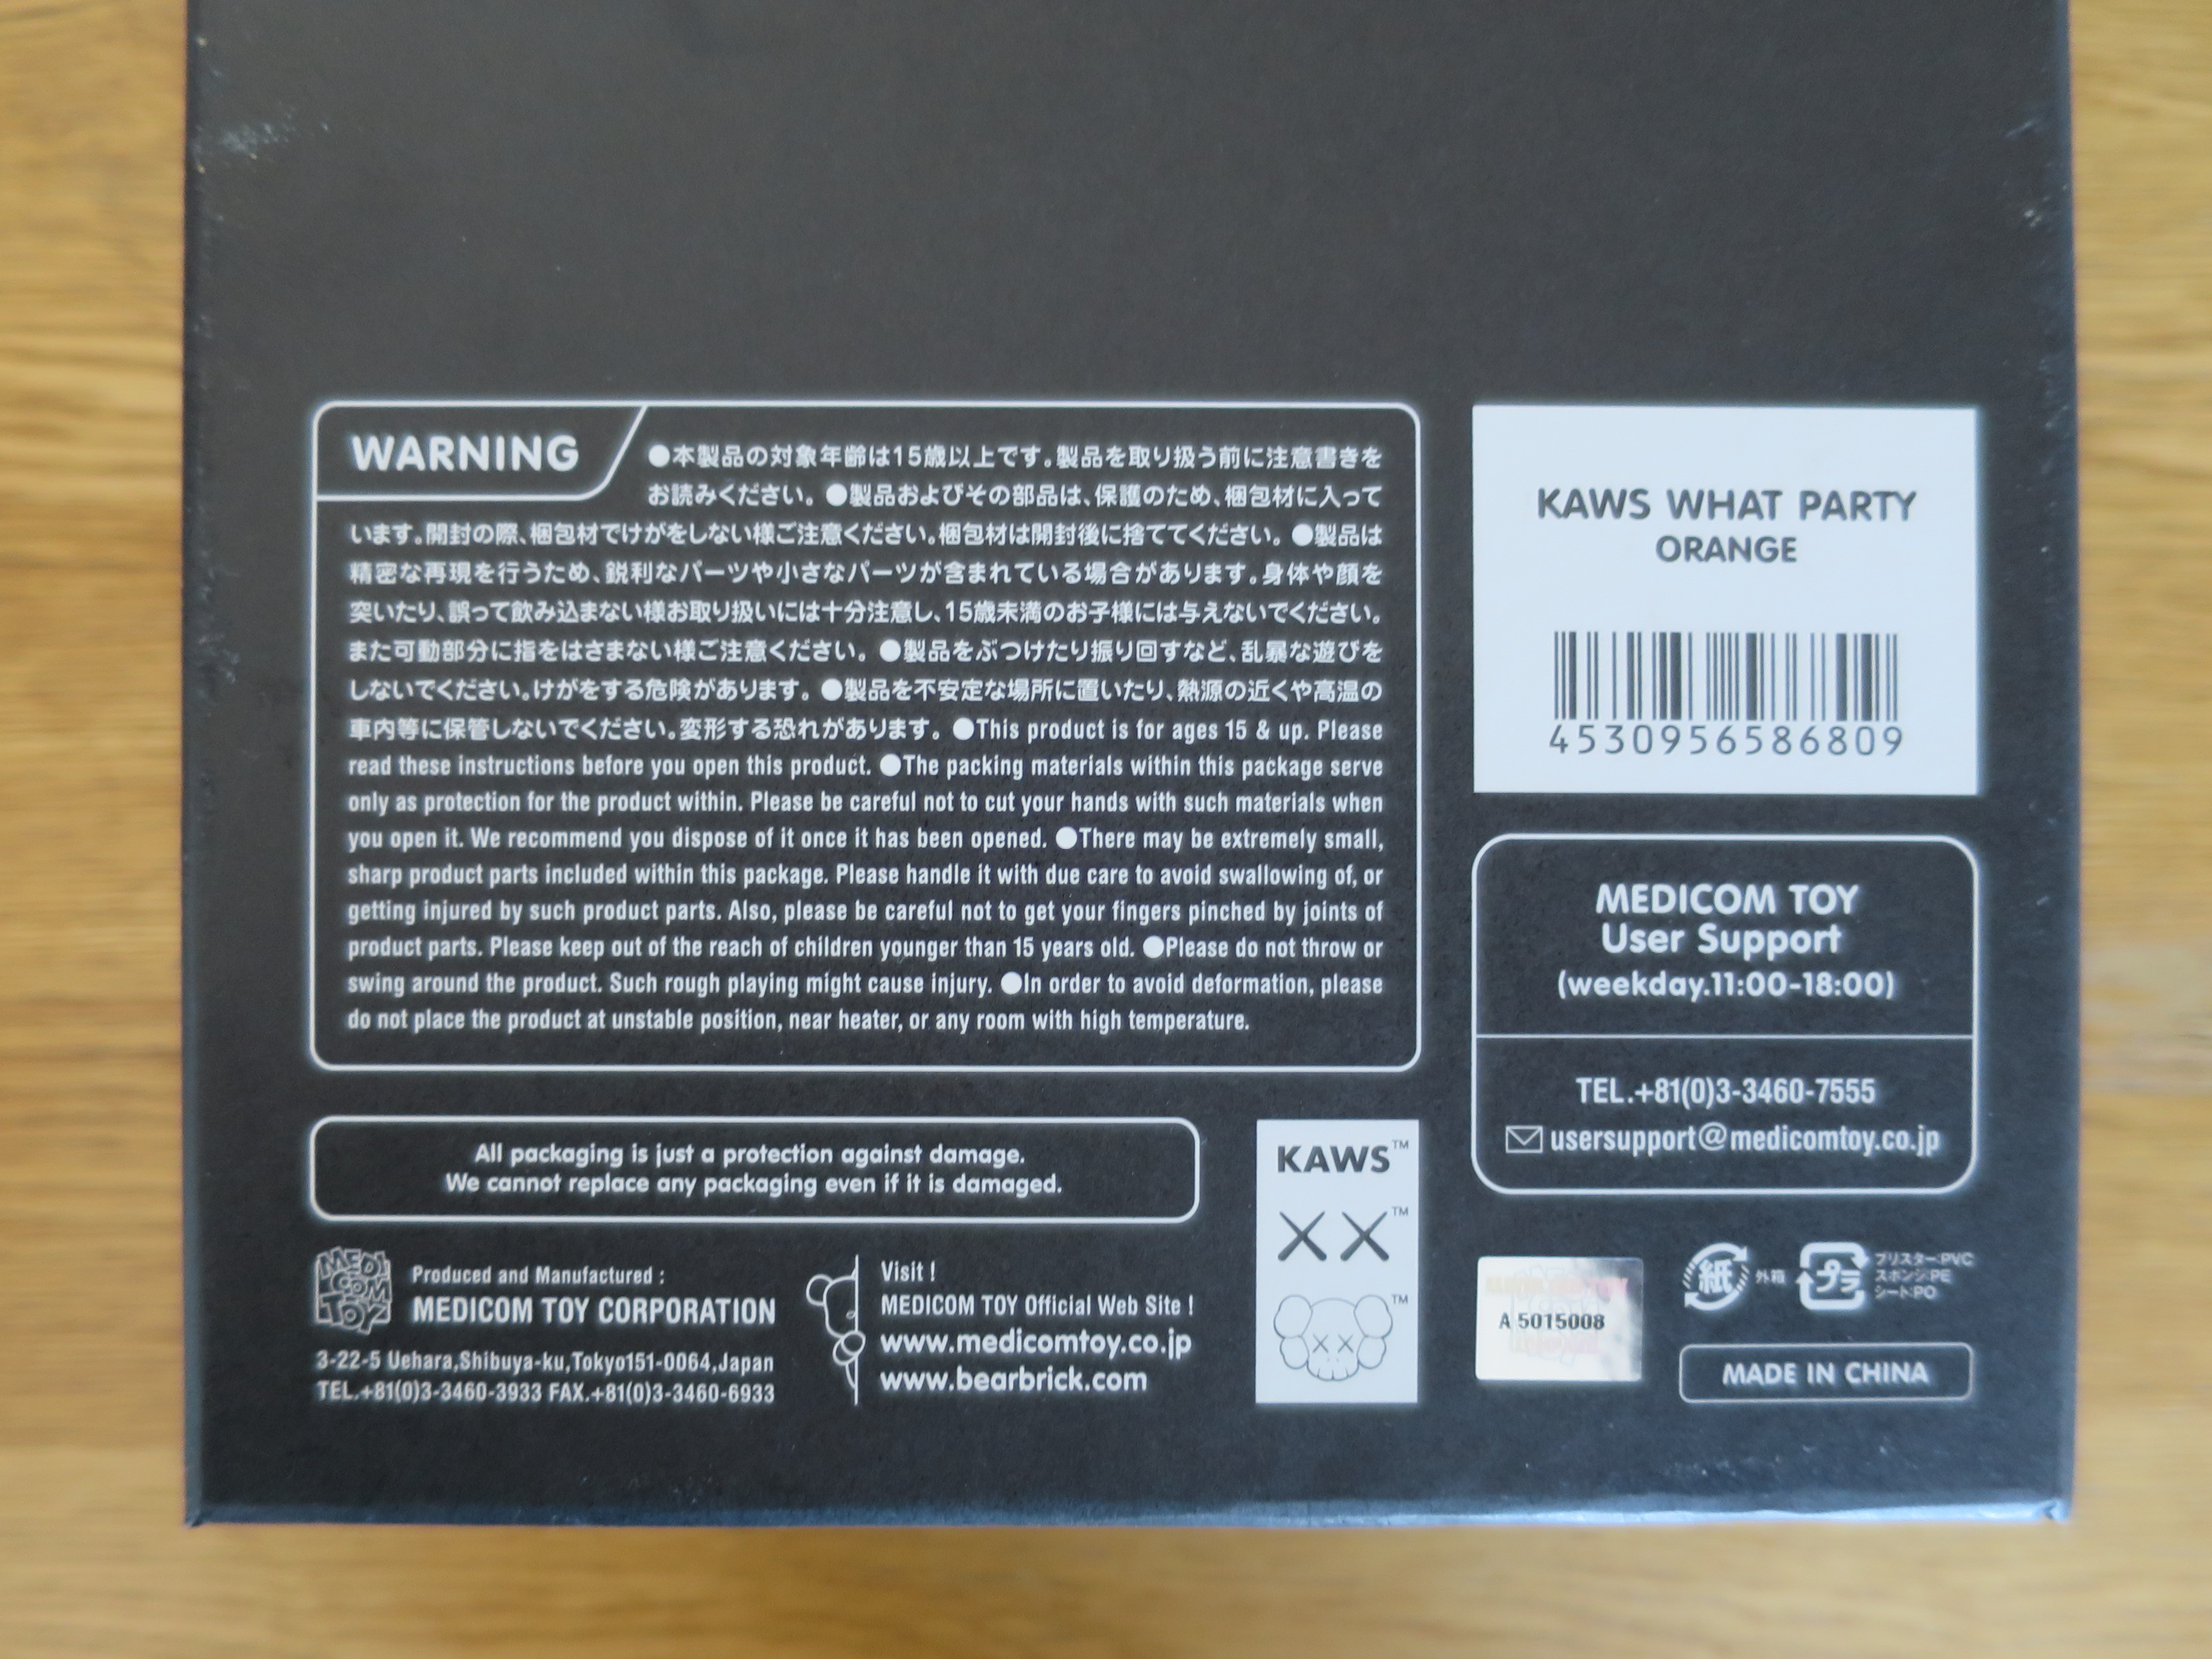 WARNING
●本製品の対象年齢は15歳以上です。製品を取り扱う前に注意書きを
お読みください。 ●製品およびその部品は、保護のため、梱包材に入って
います。開封の際、梱包材でけがをしない様ご注意ください。梱包材は開封後に捨ててください。 ●製品は
精密な再現を行うため、鋭利なパーツや小さなパーツが含まれている場合があります。身体や顔を
突いたり、誤って飲み込まない様お取り扱いには十分注意し、15歳未満のお子様には与えないでください。
また可動部分に指をはさまない様ご注意ください。 ●製品をぶつけたり振り回すなど、乱暴な遊びを
しないでください。けがをする危険があります。 ●製品を不安定な場所に置いたり、熱源の近くや高温の
車内等に保管しないでください。変形する恐れがあります。 ●This product is for ages 15 & up. Please
read these instructions before you open this product. ●The packing materials within this package serve
only as protection for the product within. Please be careful not to cut your hands with such materials when
you open it. We recommend you dispose of it once it has been opened. ●There may be extremely small,
sharp product parts included within this package. Please handle it with due care to avoid swallowing of, or
getting injured by such product parts. Also, please be careful not to get your fingers pinched by joints of
product parts. Please keep out of the reach of children younger than 15 years old. ●Please do not throw or
swing around the product. Such rough playing might cause injury. ●In order to avoid deformation, please
do not place the product at unstable position, near heater, or any room with high temperature.
KAWS WHAT PARTY
ORANGE
4530956586809
MEDICOM TOY
User Support
(weekday.11:00-18:00)
TEL.+81(0)3-3460-7555
usersupport@medicomtoy.co.jp
All packaging is just a protection against damage.
We cannot replace any packaging even if it is damaged.
MEDI
COM
TOY
Produced and Manufactured :
MEDICOM TOY CORPORATION
3-22-5 Uehara,Shibuya-ku,Tokyo151-0064,Japan
TEL.+81(0)3-3460-3933 FAX.+81(0)3-3460-6933
Visit !
MEDICOM TOY Official Web Site !
www.medicomtoy.co.jp
www.bearbrick.com
KAWS™
XX™
™
A 5015008
紙 外箱
プラ
ブリスター:PVC
スポンジ:PE
シート:PO
MADE IN CHINA